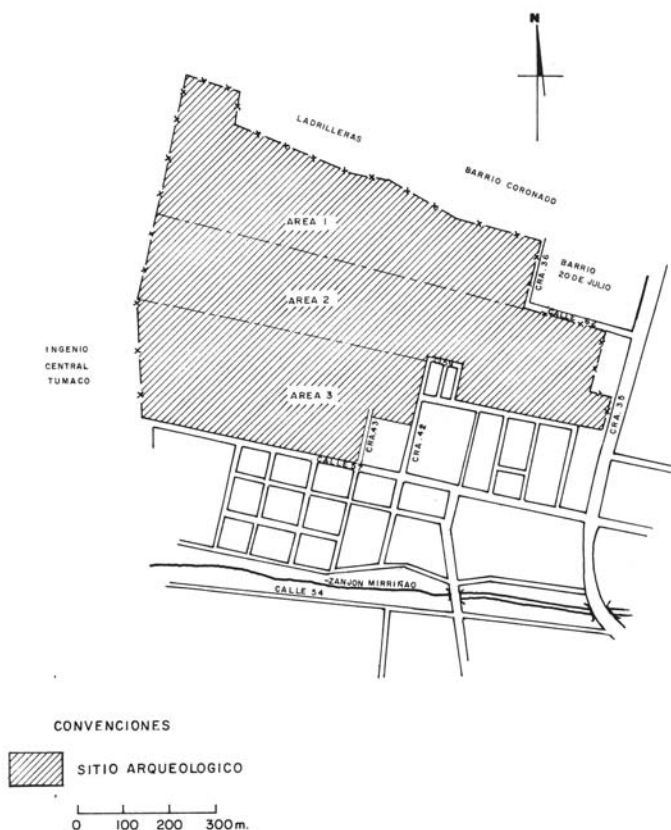 N
LADRILLERAS
BARRIO CORONADO
AREA 1
CRA. 36
BARRIO
20 DE JULIO
AREA 2
INGENIO
CENTRAL
TUMACO
AREA 3
CRA. 43
CRA. 42
CRA. 35
ZANJON MIRRIÑAO
CALLE 54
CONVENCIONES
SITIO ARQUEOLOGICO
0 100 200 300m.